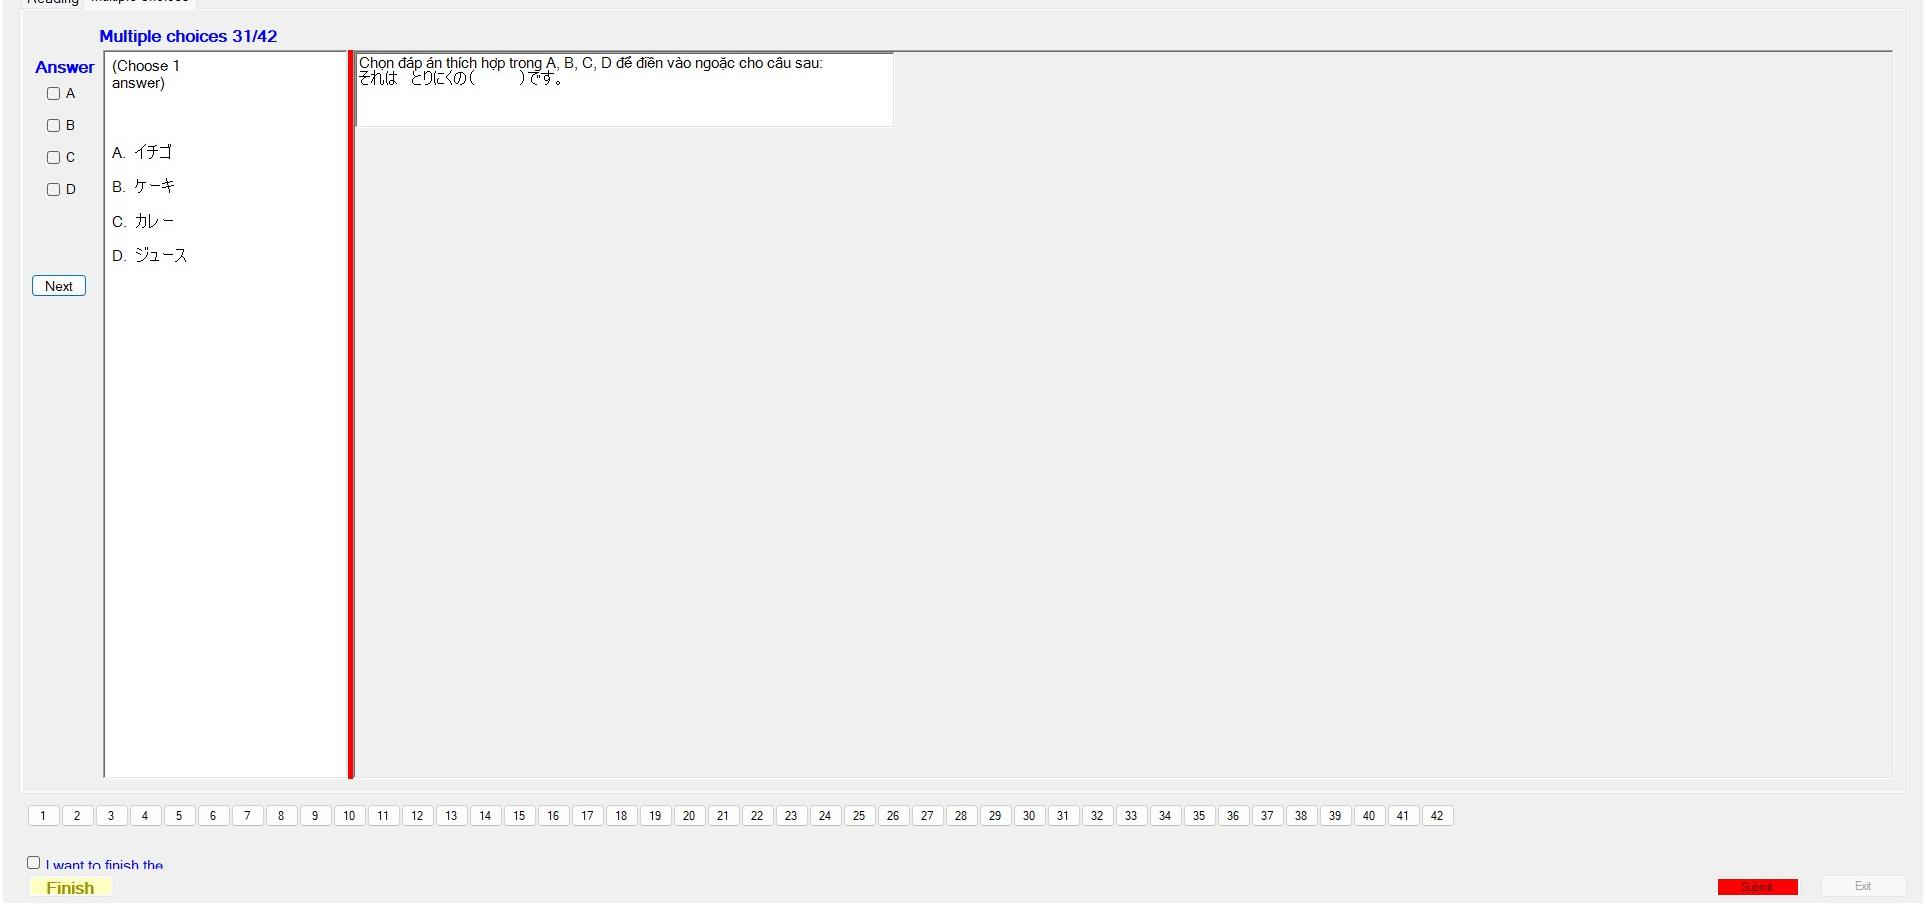 Reading Multiple Choices
Multiple choices 31/42
Answer
A
B
C
D
Next
(Choose 1
answer)
A. イチゴ
B. ケーキ
C. カレー
D. ジュース
Chọn đáp án thích hợp trong A, B, C, D để điền vào ngoặc cho câu sau:
それは　とりにくの(　　　)です。
1 2 3 4 5 6 7 8 9 10 11 12 13 14 15 16 17 18 19 20 21 22 23 24 25 26 27 28 29 30 31 32 33 34 35 36 37 38 39 40 41 42
I want to finish the
Finish
Submit
Exit